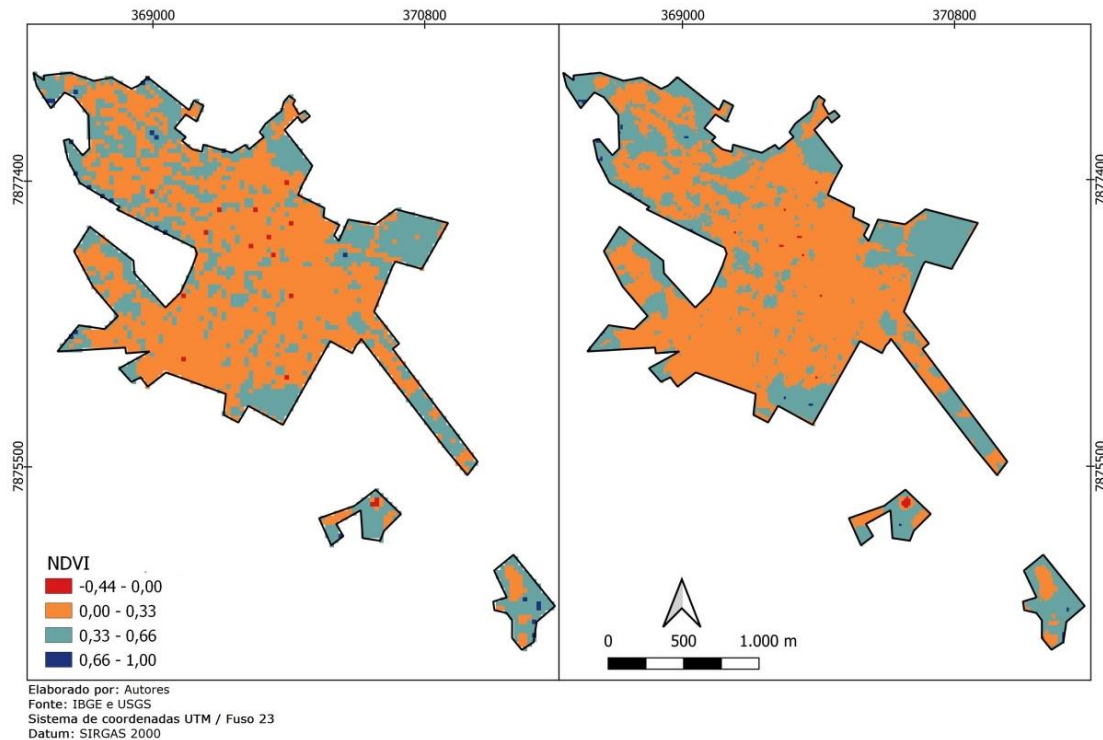 369000 370800 369000 370800
7877400 7877400
7875500 7875500
NDVI
-0,44 - 0,00
0,00 - 0,33
0,33 - 0,66
0,66 - 1,00
0 500 1.000 m
Elaborado por: Autores
Fonte: IBGE e USGS
Sistema de coordenadas UTM / Fuso 23
Datum: SIRGAS 2000